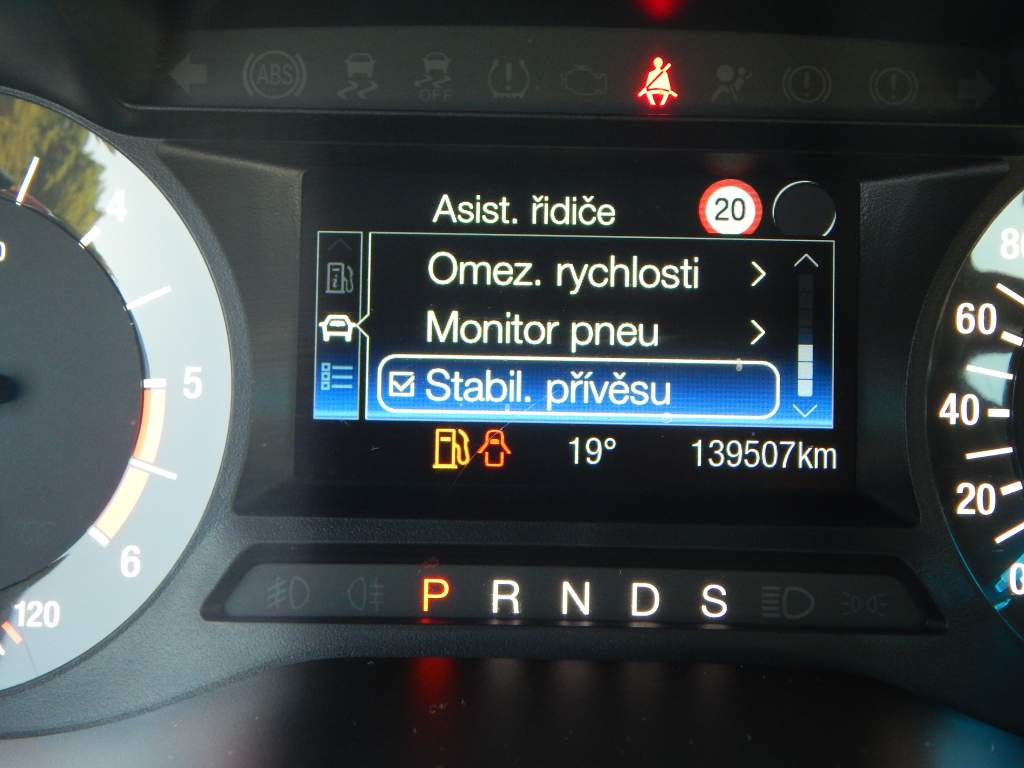 ABS
OFF
Asist. řidiče
20
Omez. rychlosti
Monitor pneu
Stabil. přívěsu
19°
139507km
P R N D S
4
5
6
120
80
60
40
20
0